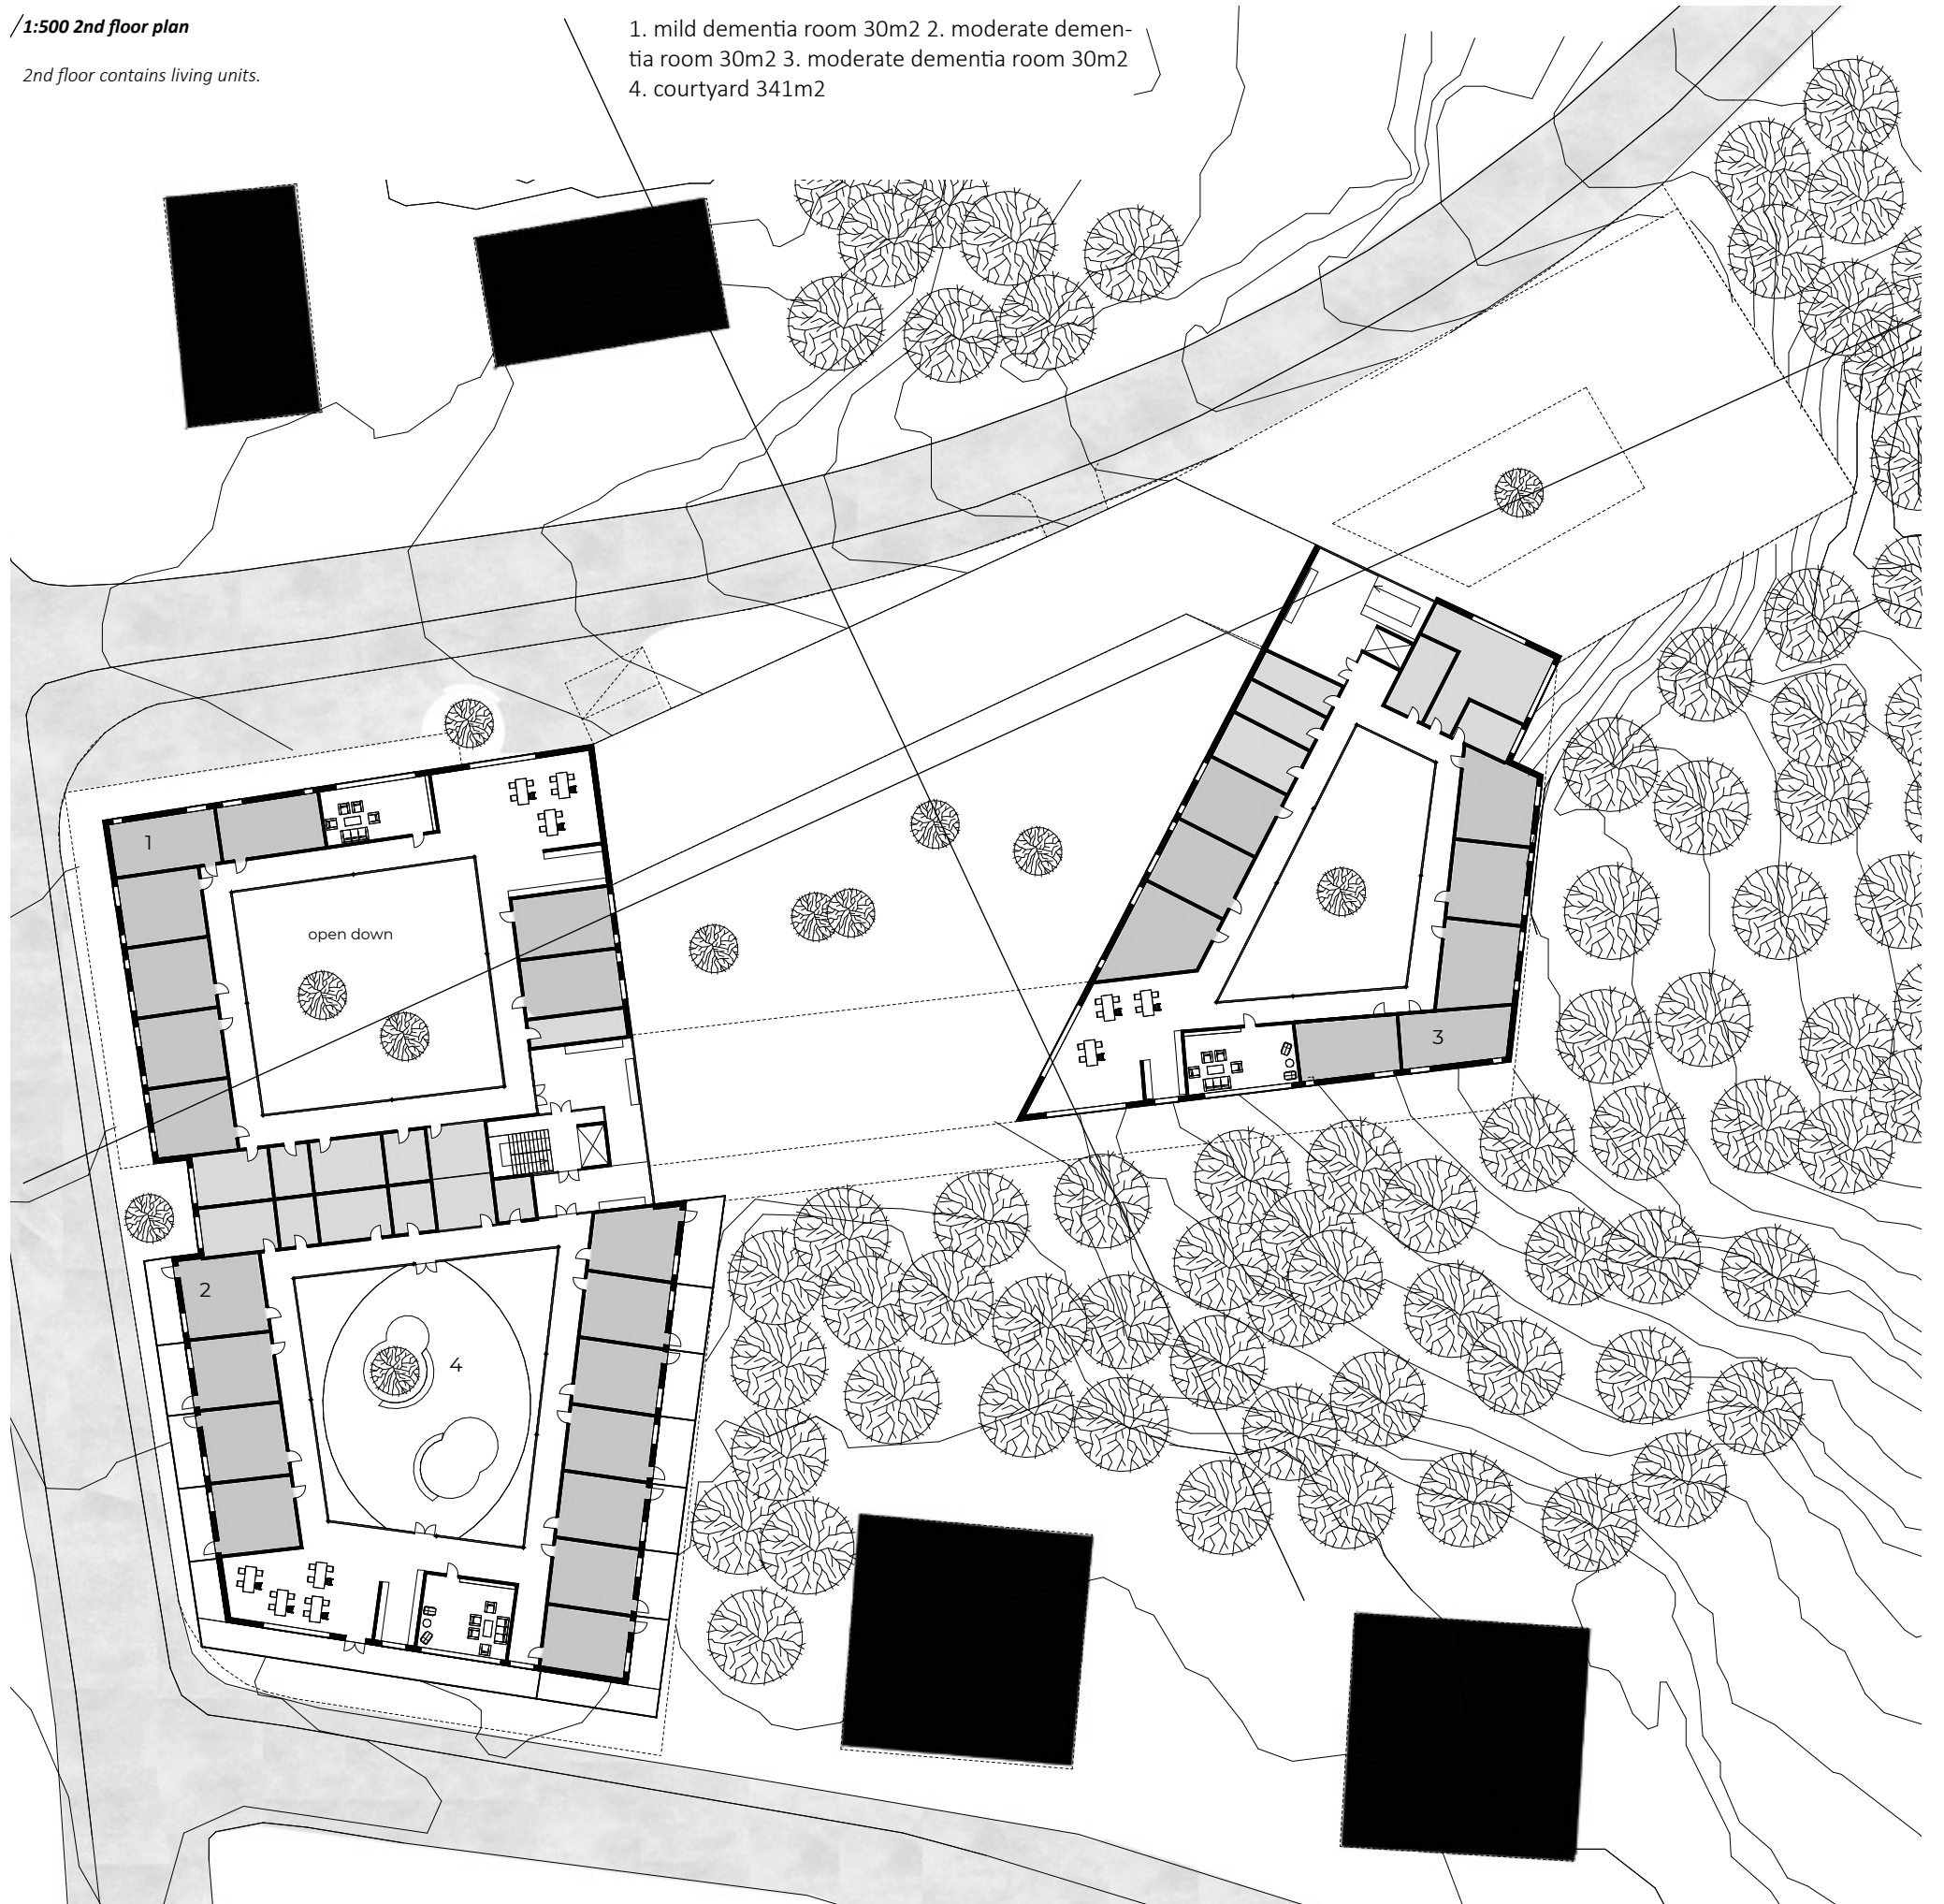 1:500 2nd floor plan
2nd floor contains living units.
1. mild dementia room 30m2 2. moderate demen-
tia room 30m2 3. moderate dementia room 30m2
4. courtyard 341m2
1
open down
3
2
4